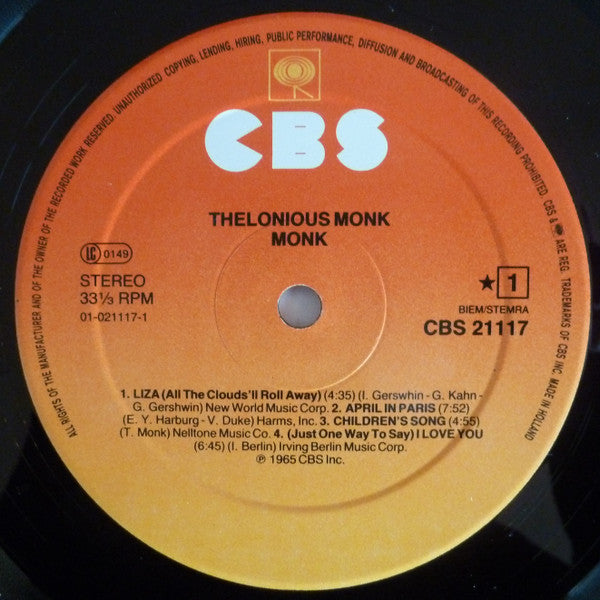 ALL RIGHTS OF THE MANUFACTURER AND OF THE OWNER OF THE RECORDED WORK RESERVED. UNAUTHORIZED COPYING, LENDING, HIRING, PUBLIC PERFORMANCE, DIFFUSION AND BROADCASTING OF THIS RECORDING PROHIBITED. CBS & ARE REG. TRADEMARKS OF CBS INC. MADE IN HOLLAND
CBS
THELONIOUS MONK
MONK
LC 0149
STEREO
33⅓ RPM
01-021117-1
★ 1
BIEM/STEMRA
CBS 21117
1. LIZA (All The Clouds'll Roll Away) (4:35) (I. Gerswhin - G. Kahn -
G. Gershwin) New World Music Corp. 2. APRIL IN PARIS (7:52)
(E. Y. Harburg - V. Duke) Harms, Inc. 3. CHILDREN'S SONG (4:55)
(T. Monk) Nelltone Music Co. 4. (Just One Way To Say) I LOVE YOU
(6:45) (I. Berlin) Irving Berlin Music Corp.
℗ 1965 CBS Inc.